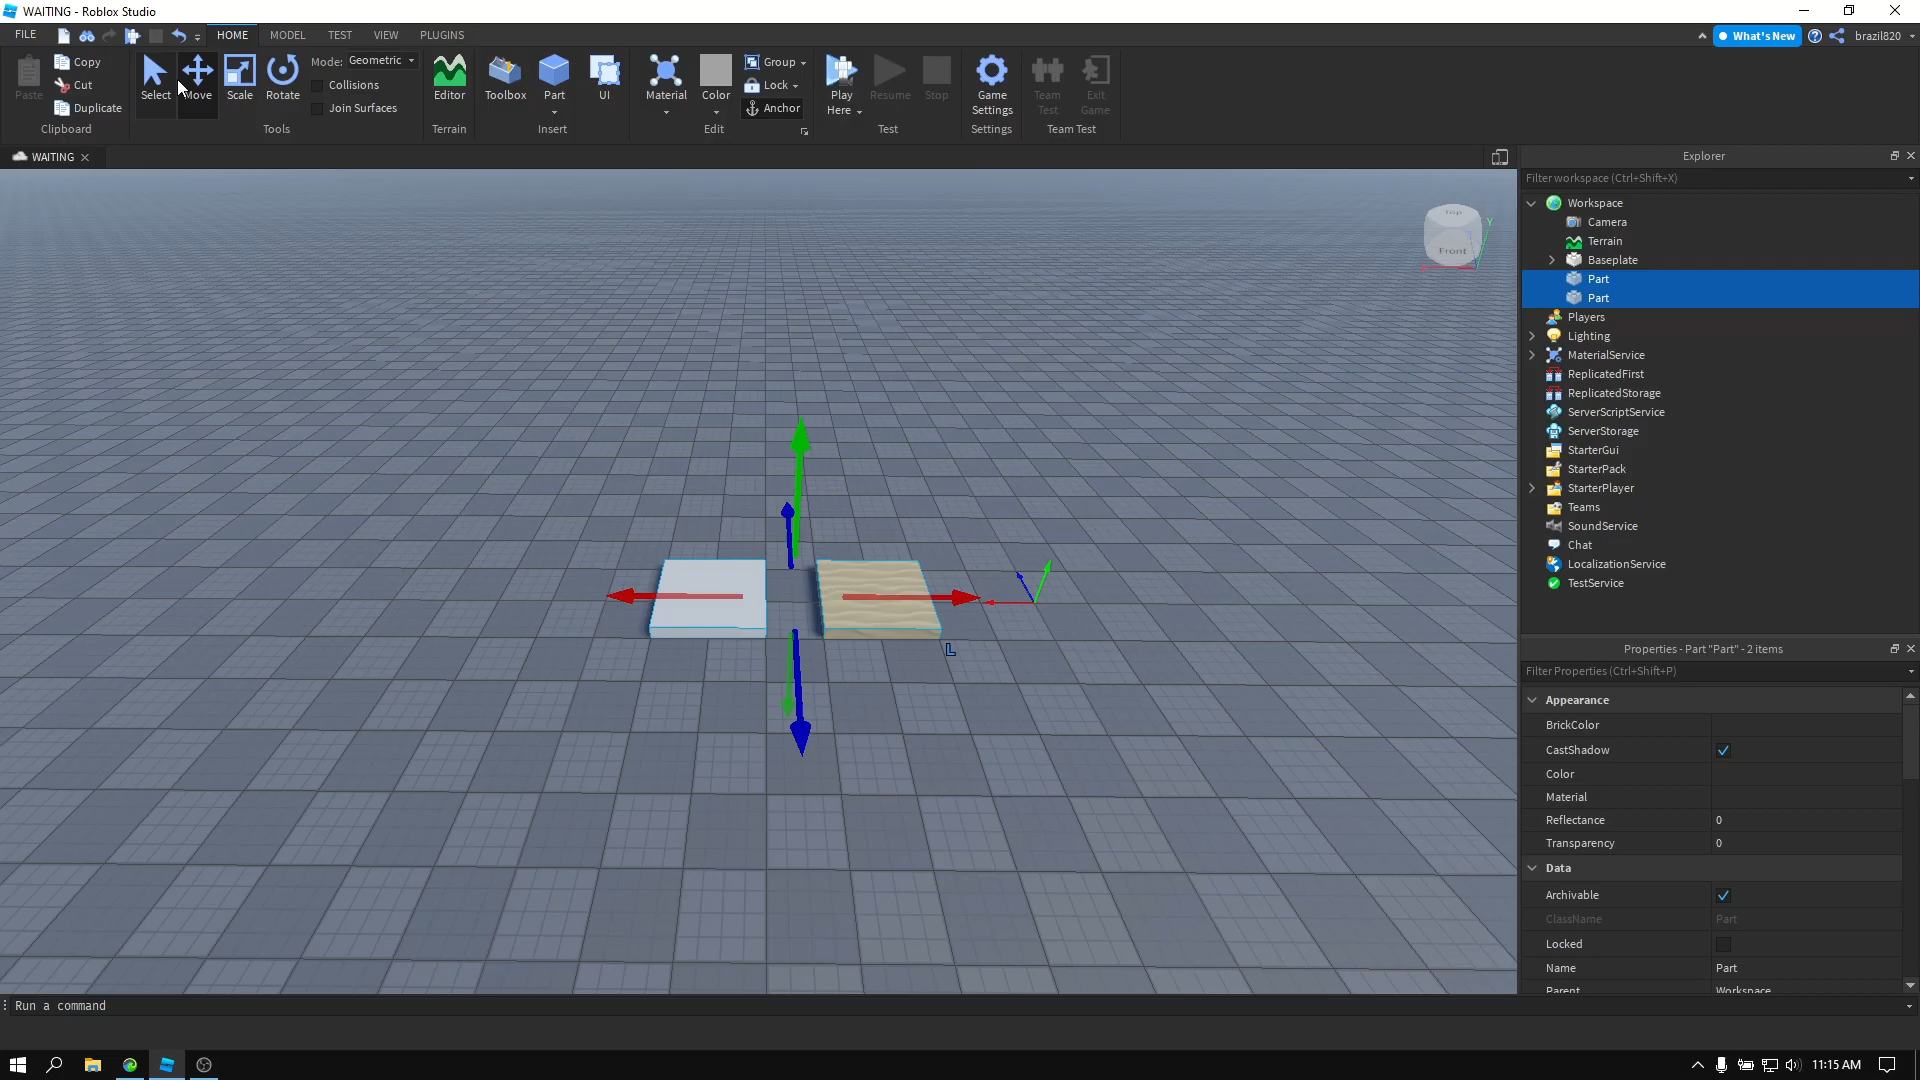 WAITING - Roblox Studio
FILE HOME MODEL TEST VIEW PLUGINS What's New brazil820
Paste Copy Cut Duplicate Clipboard
Select Move Scale Rotate Mode: Geometric Collisions Join Surfaces Tools
Editor Terrain
Toolbox Part UI Insert
Material Color Group Lock Anchor Edit
Play Here Resume Stop Test
Game Settings Settings
Team Test Exit Game Team Test
WAITING
Explorer
Filter workspace (Ctrl+Shift+X)
Workspace
Camera
Terrain
Baseplate
Part
Part
Players
Lighting
MaterialService
ReplicatedFirst
ReplicatedStorage
ServerScriptService
ServerStorage
StarterGui
StarterPack
StarterPlayer
Teams
SoundService
Chat
LocalizationService
TestService
Top
Front
Y
L
Properties - Part "Part" - 2 items
Filter Properties (Ctrl+Shift+P)
Appearance
BrickColor
CastShadow
Color
Material
Reflectance 0
Transparency 0
Data
Archivable
ClassName Part
Locked
Name Part
Parent Workspace
Run a command
11:15 AM